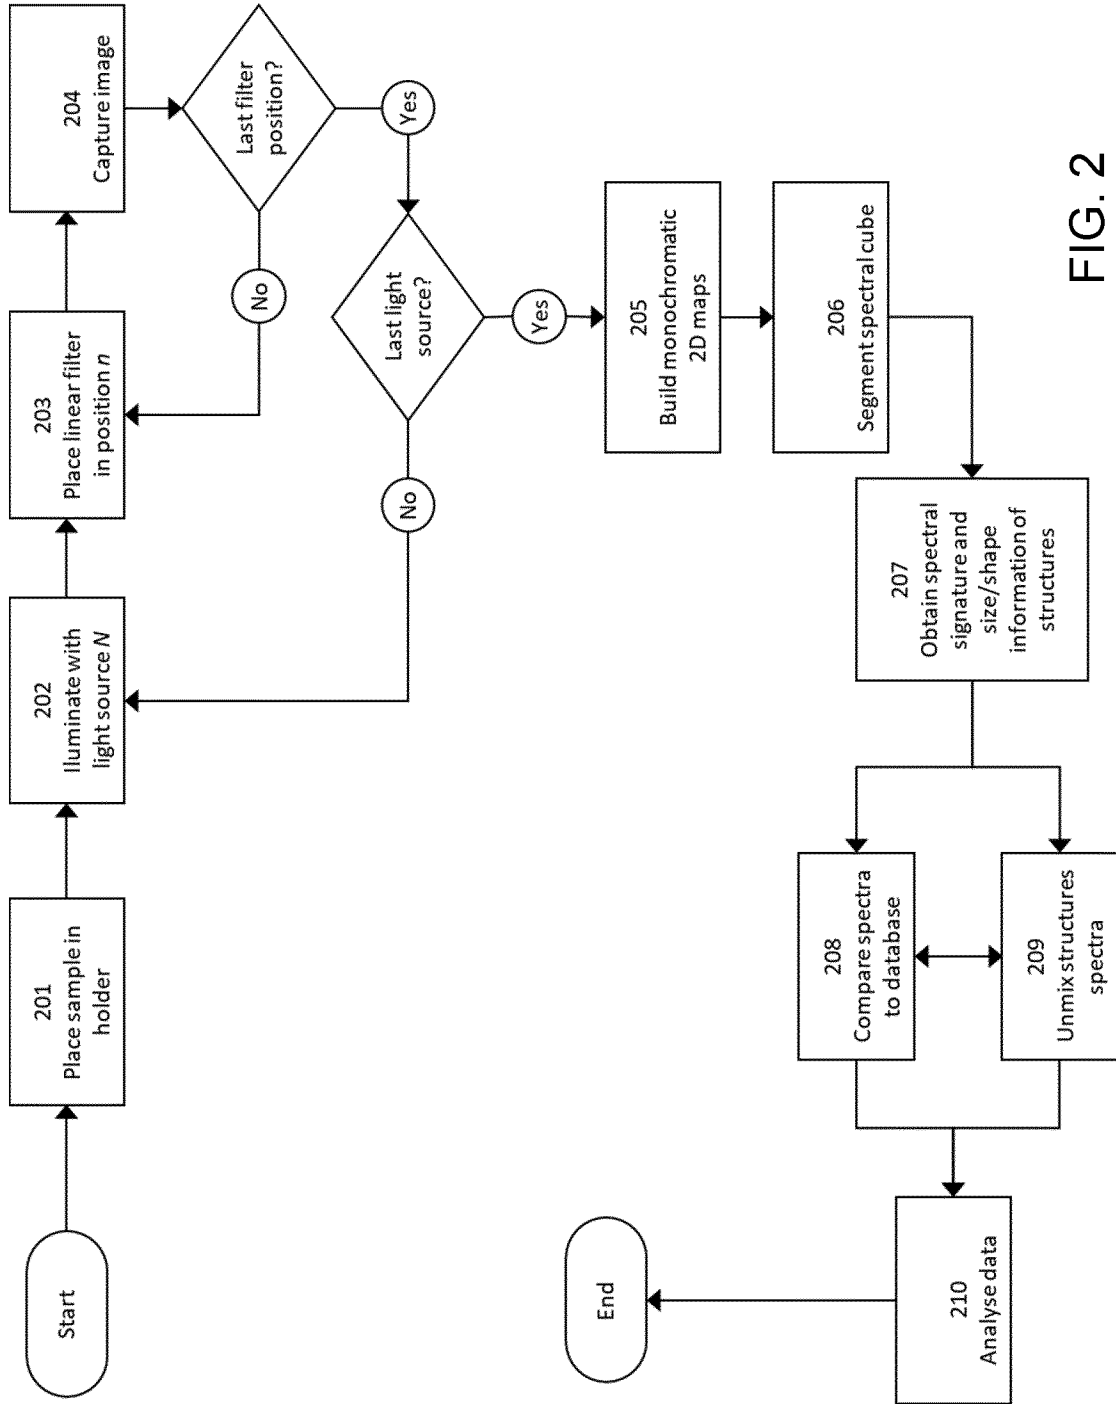 Start
201
Place sample in
holder
202
Iluminate with
light source N
203
Place linear filter
in position n
204
Capture image
Last filter
position?
No
Yes
Last light
source?
No
Yes
205
Build monochromatic
2D maps
206
Segment spectral cube
207
Obtain spectral
signature and
size/shape
information of
structures
208
Compare spectra
to database
209
Unmix structures
spectra
210
Analyse data
End
FIG. 2